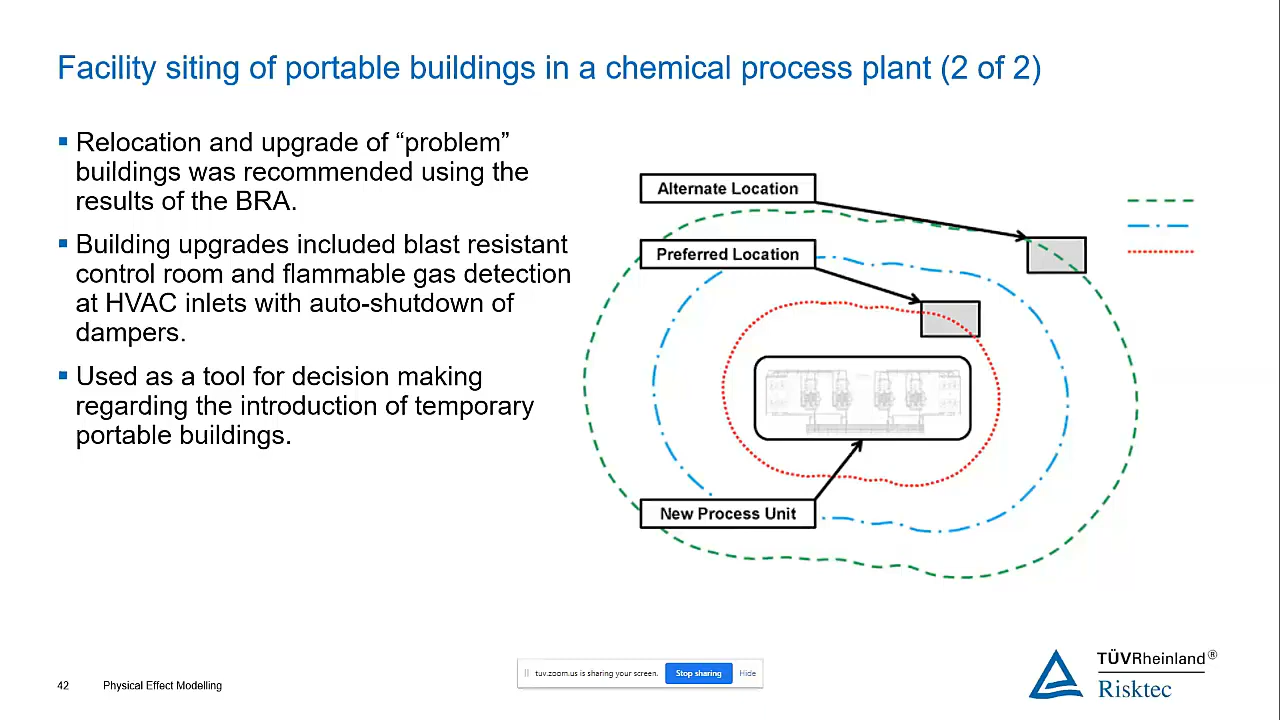 Facility siting of portable buildings in a chemical process plant (2 of 2)
▪ Relocation and upgrade of “problem”
buildings was recommended using the
results of the BRA.
▪ Building upgrades included blast resistant
control room and flammable gas detection
at HVAC inlets with auto-shutdown of
dampers.
▪ Used as a tool for decision making
regarding the introduction of temporary
portable buildings.
Alternate Location
Preferred Location
New Process Unit
tuv.zoom.us is sharing your screen.
Stop sharing
Hide
42
Physical Effect Modelling
TÜVRheinland®
Risktec